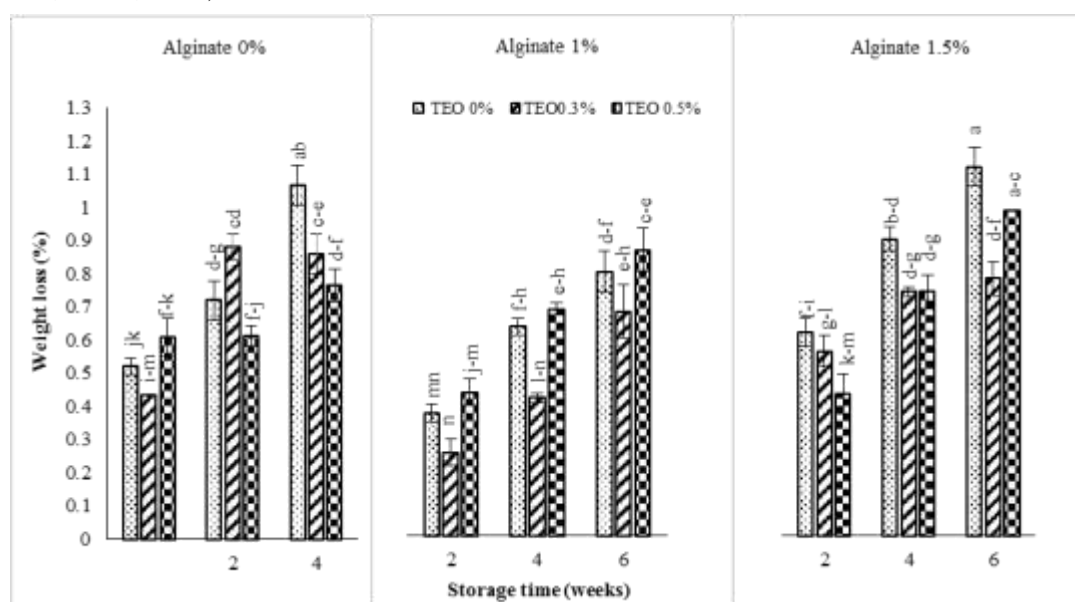 Alginate 0%
Alginate 1%
Alginate 1.5%
TEO 0% TEO0.3% TEO 0.5%
Weight loss (%)
1.3
1.2
1.1
1
0.9
0.8
0.7
0.6
0.5
0.4
0.3
0.2
0.1
0
jk
i-m
f-k
d-g
cd
f-j
ab
c-e
d-f
mn
n
j-m
f-h
l-n
e-h
d-f
e-h
c-e
g-l
k-m
b-d
d-g
d-g
a
d-f
a-c
2 4
2 4 6
2 4 6
Storage time (weeks)